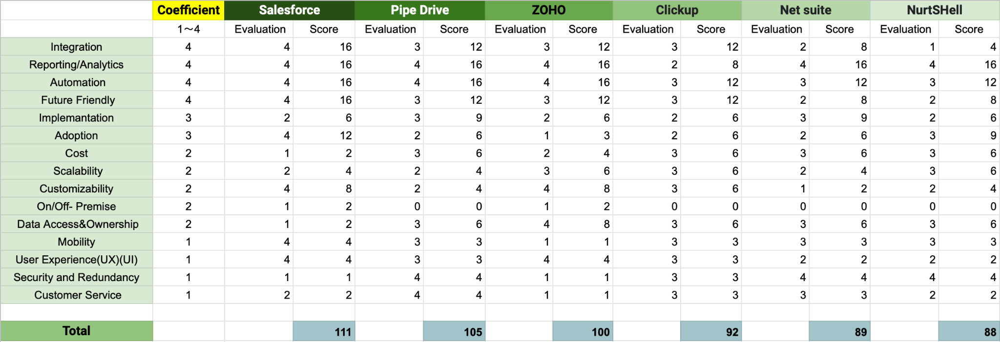 Coefficient Salesforce Pipe Drive ZOHO Clickup Net suite NurtSHell
1～4 Evaluation Score Evaluation Score Evaluation Score Evaluation Score Evaluation Score Evaluation Score
Integration 4 4 16 3 12 3 12 3 12 2 8 1 4
Reporting/Analytics 4 4 16 4 16 4 16 2 8 4 16 4 16
Automation 4 4 16 4 16 4 16 3 12 3 12 3 12
Future Friendly 4 4 16 3 12 3 12 3 12 2 8 2 8
Implemantation 3 2 6 3 9 2 6 2 6 3 9 2 6
Adoption 3 4 12 2 6 1 3 2 6 2 6 3 9
Cost 2 1 2 3 6 2 4 3 6 3 6 3 6
Scalability 2 2 4 2 4 3 6 3 6 2 4 3 6
Customizability 2 4 8 2 4 4 8 3 6 1 2 2 4
On/Off- Premise 2 1 2 0 0 1 2 0 0 0 0 0 0
Data Access&Ownership 2 1 2 3 6 4 8 3 6 3 6 3 6
Mobility 1 4 4 3 3 1 1 3 3 3 3 3 3
User Experience(UX)(UI) 1 4 4 3 3 4 4 3 3 2 2 2 2
Security and Redundancy 1 1 1 4 4 1 1 3 3 4 4 4 4
Customer Service 1 2 2 4 4 1 1 3 3 3 3 2 2
Total 111 105 100 92 89 88